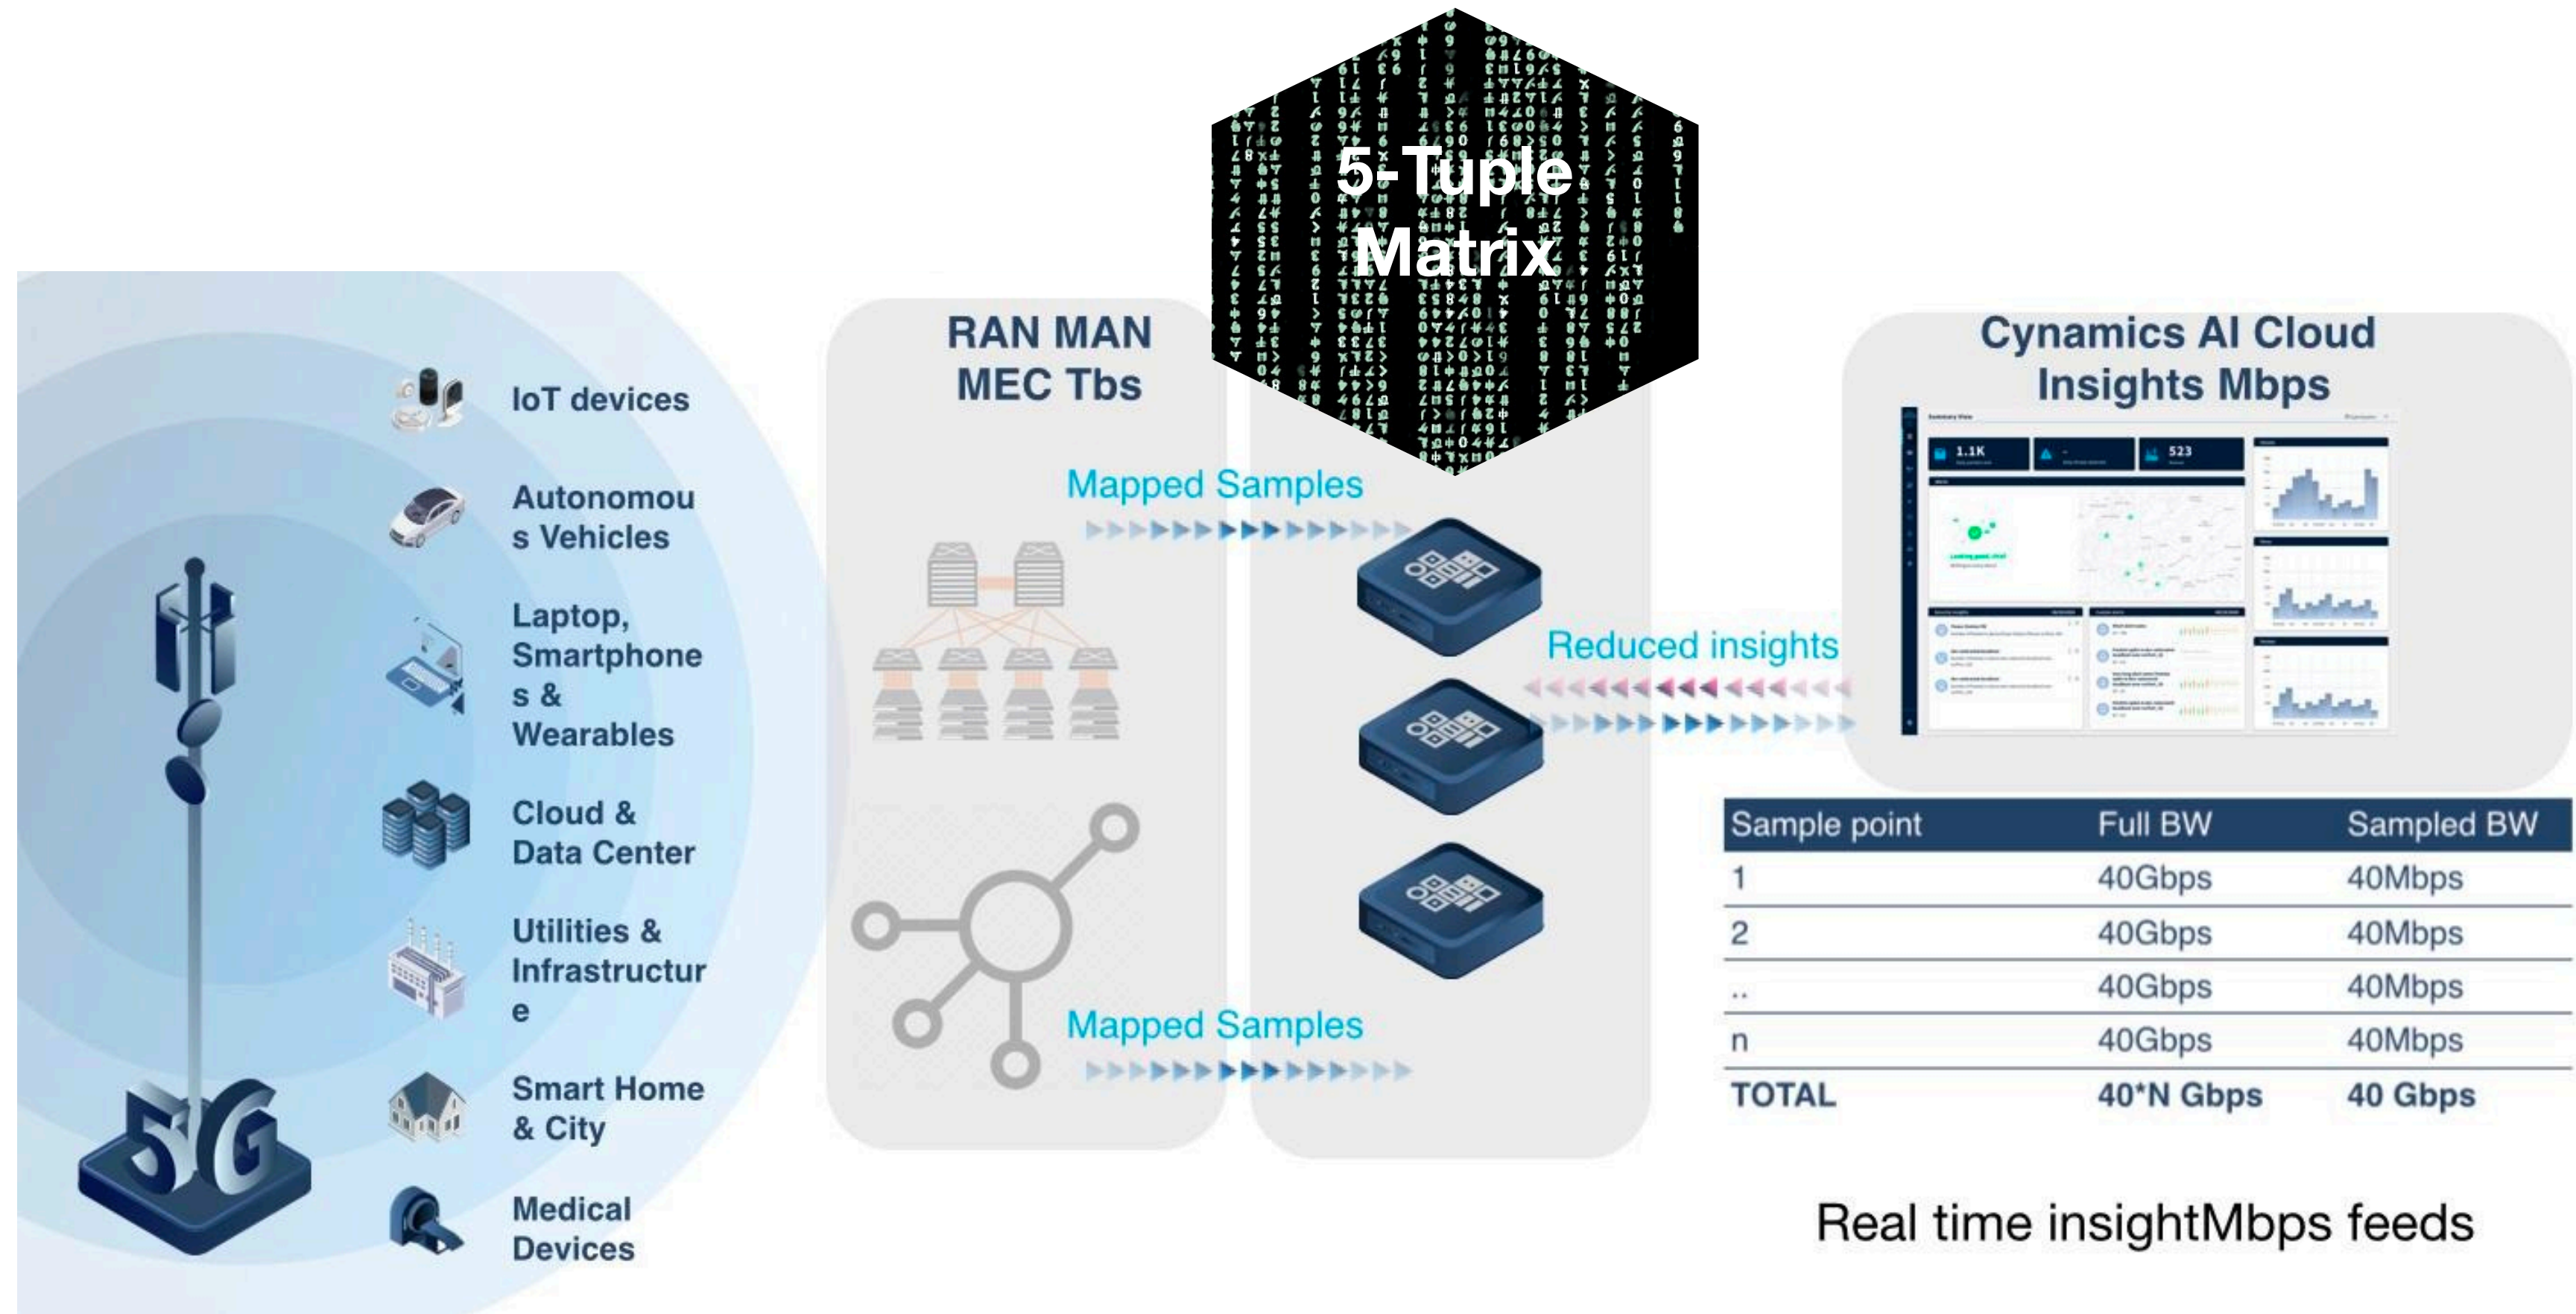 5-Tuple
Matrix
RAN MAN
MEC Tbs
Cynamics AI Cloud
Insights Mbps
IoT devices
Autonomou
s Vehicles
Laptop,
Smartphone
s &
Wearables
Cloud &
Data Center
Utilities &
Infrastructur
e
Smart Home
& City
Medical
Devices
5G
Mapped Samples
Reduced insights
Mapped Samples
Summary View
1.1K
523
Sample point Full BW Sampled BW
1 40Gbps 40Mbps
2 40Gbps 40Mbps
.. 40Gbps 40Mbps
n 40Gbps 40Mbps
TOTAL 40*N Gbps 40 Gbps
Real time insightMbps feeds